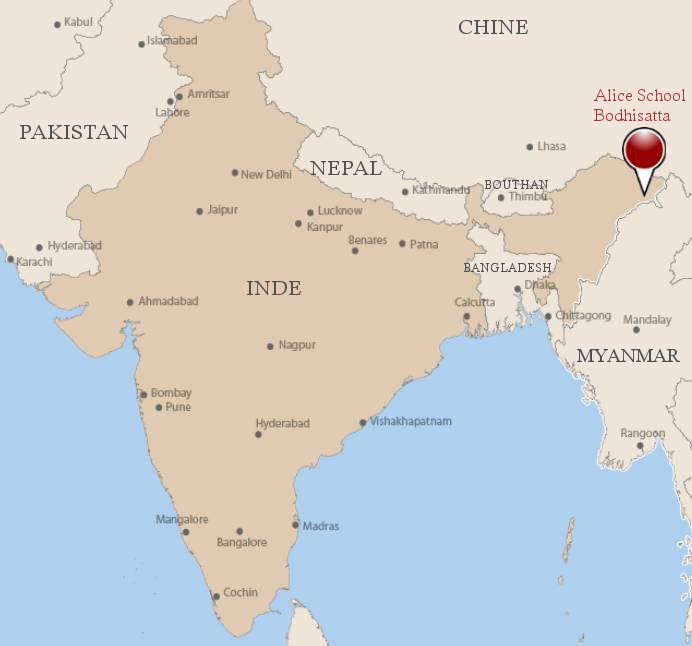 CHINE
Kabul
Islamabad
Alice School
Bodhisatta
Amritsar
Lahore
PAKISTAN
Lhasa
NEPAL
New Delhi
BOUTHAN
Kathmandu
Thimbu
Jaipur
Lucknow
Kanpur
Benares
Patna
Hyderabad
Karachi
BANGLADESH
Dhaka
INDE
Ahmadabad
Calcutta
Chittagong
Mandalay
Nagpur
MYANMAR
Bombay
Pune
Hyderabad
Vishakhapatnam
Rangoon
Mangalore
Madras
Bangalore
Cochin